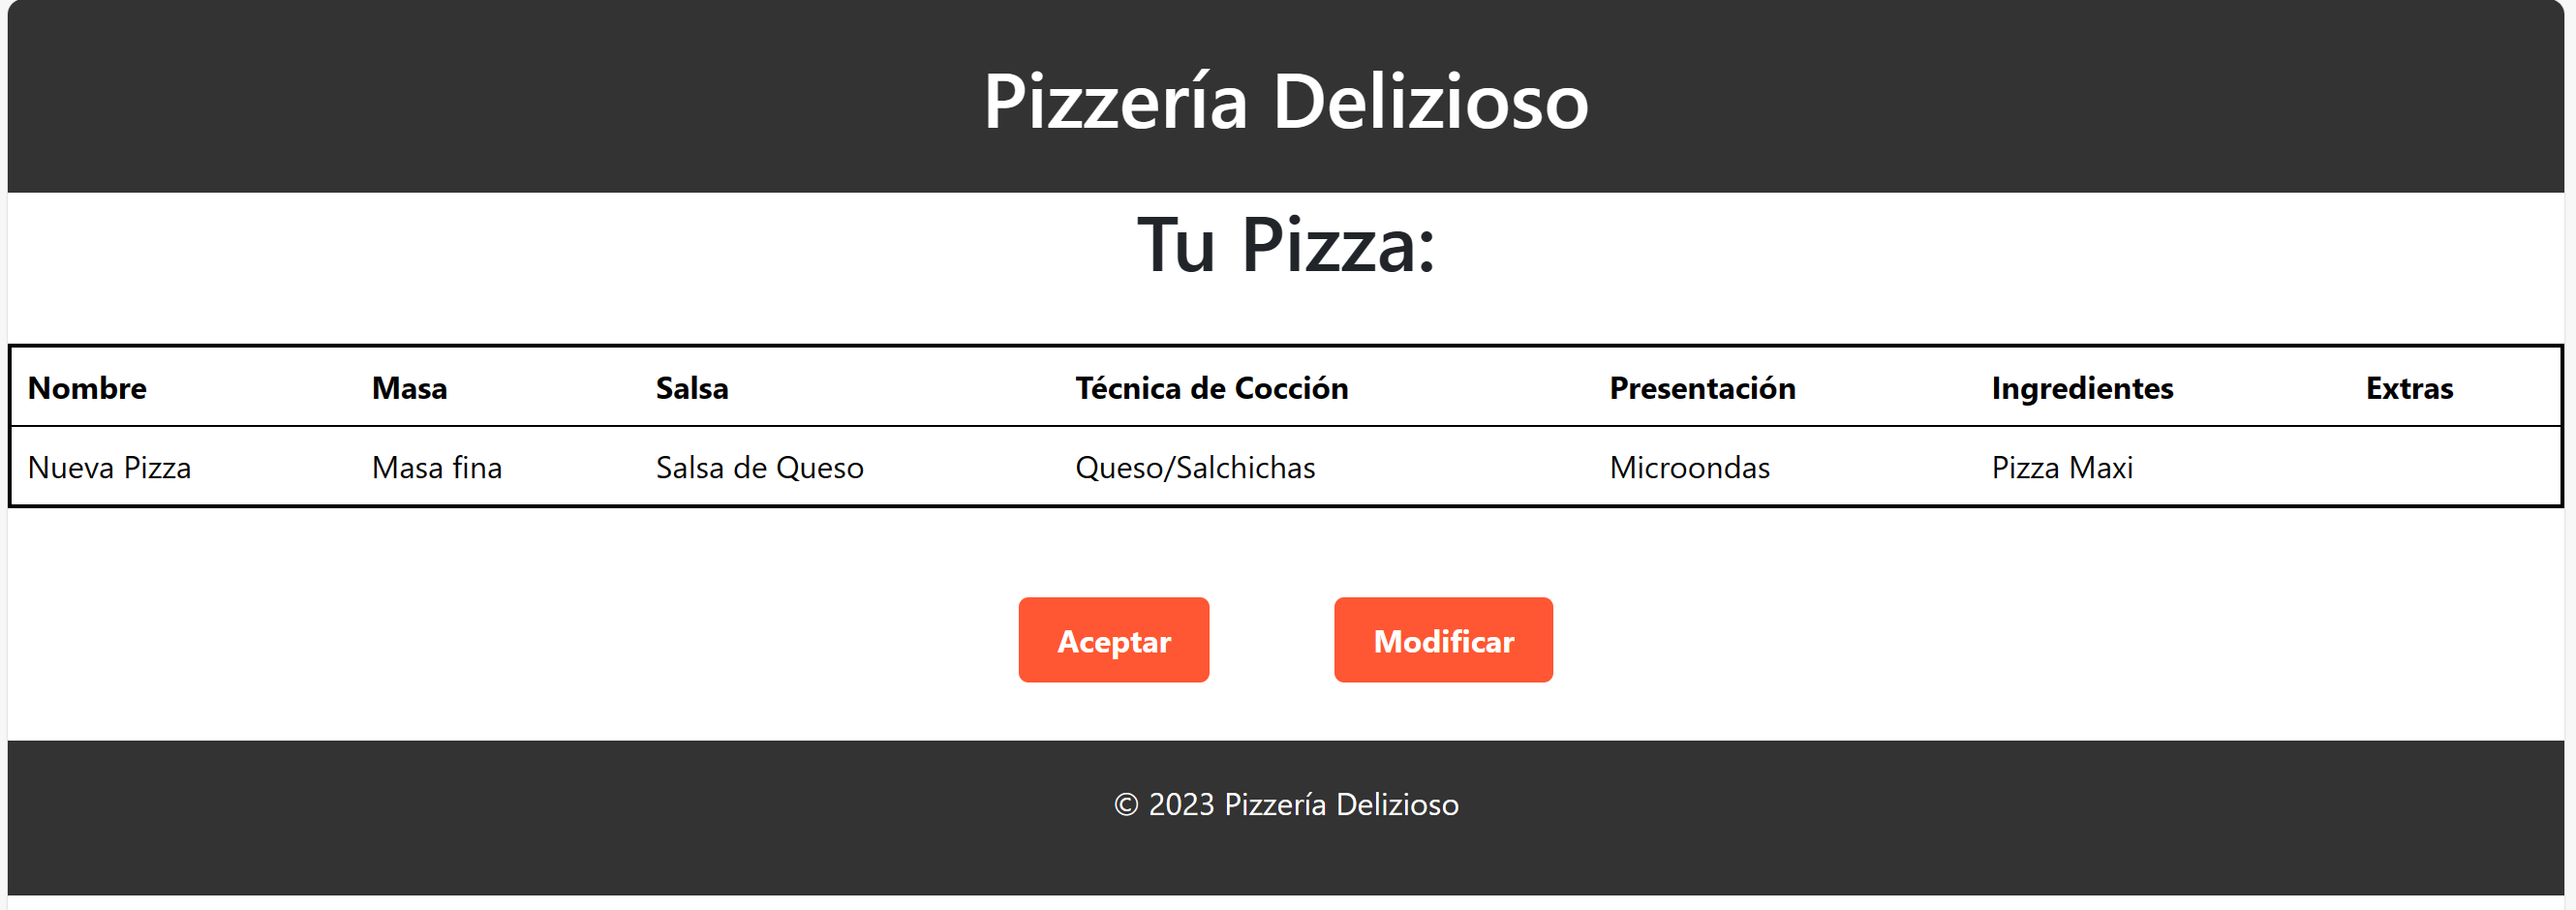 Pizzería Delizioso
Tu Pizza:
Nombre Masa Salsa Técnica de Cocción Presentación Ingredientes Extras
Nueva Pizza Masa fina Salsa de Queso Queso/Salchichas Microondas Pizza Maxi
Aceptar Modificar
© 2023 Pizzería Delizioso